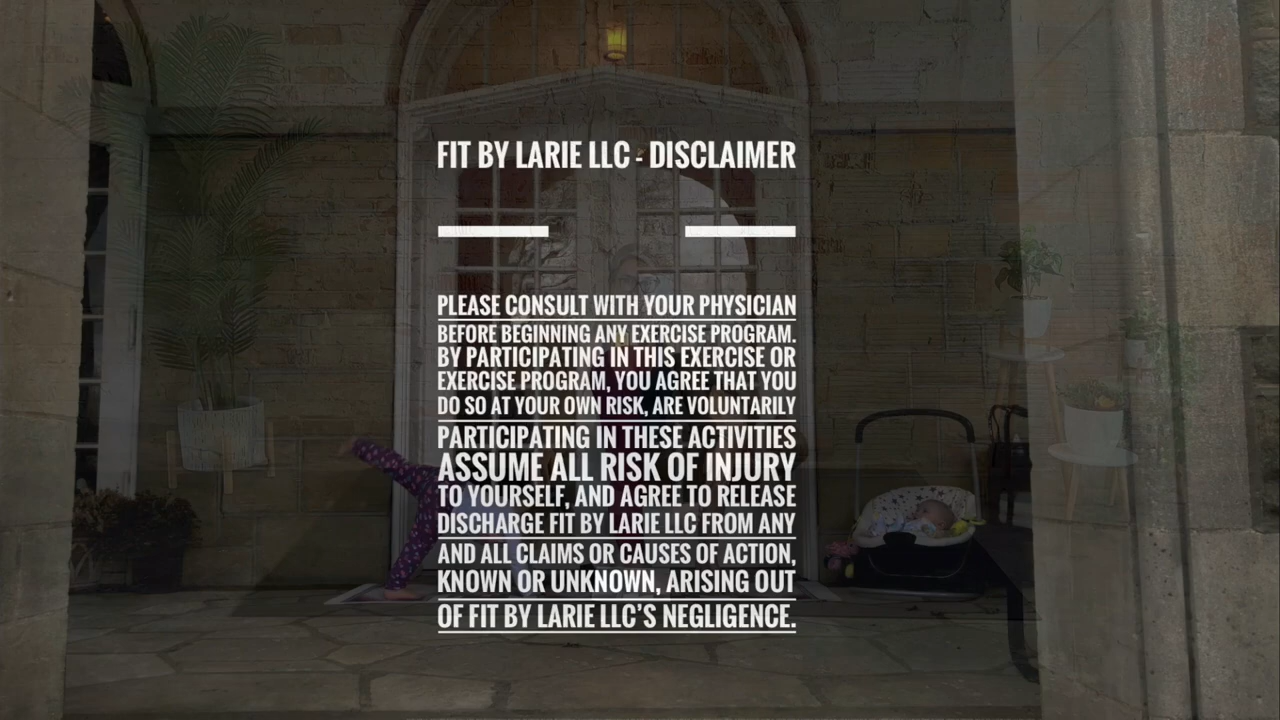 FIT BY LARIE LLC - DISCLAIMER
PLEASE CONSULT WITH YOUR PHYSICIAN
BEFORE BEGINNING ANY EXERCISE PROGRAM.
BY PARTICIPATING IN THIS EXERCISE OR
EXERCISE PROGRAM, YOU AGREE THAT YOU
DO SO AT YOUR OWN RISK, ARE VOLUNTARILY
PARTICIPATING IN THESE ACTIVITIES
ASSUME ALL RISK OF INJURY
TO YOURSELF, AND AGREE TO RELEASE
DISCHARGE FIT BY LARIE LLC FROM ANY
AND ALL CLAIMS OR CAUSES OF ACTION,
KNOWN OR UNKNOWN, ARISING OUT
OF FIT BY LARIE LLC'S NEGLIGENCE.